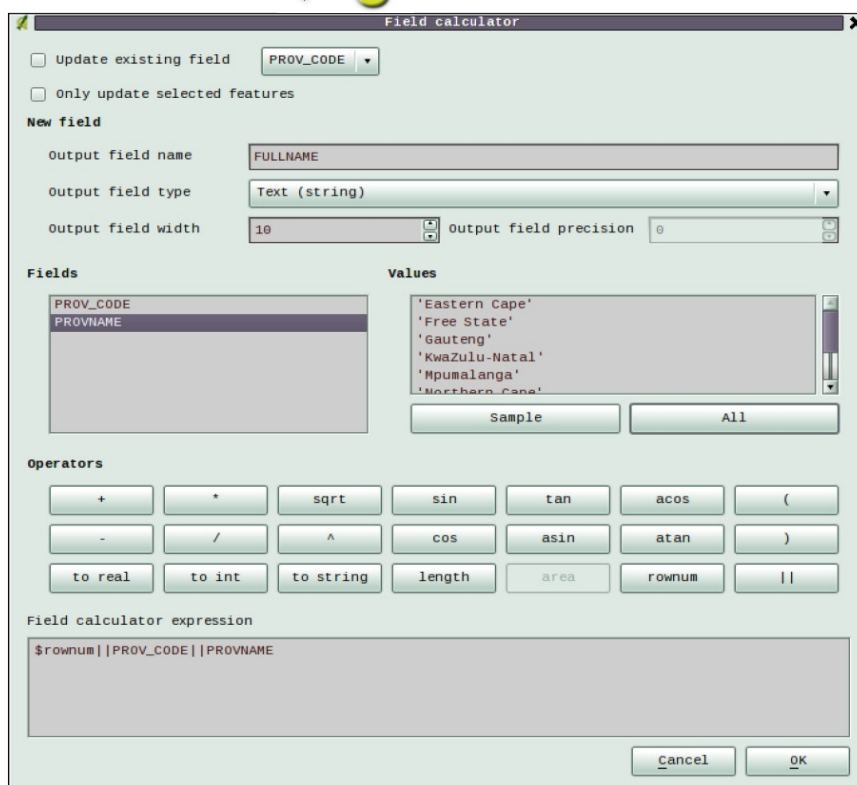 Field calculator
Update existing field PROV_CODE
Only update selected features
New field
Output field name FULLNAME
Output field type Text (string)
Output field width 10 Output field precision 0
Fields Values
PROV_CODE
PROVNAME
'Eastern Cape'
'Free State'
'Gauteng'
'KwaZulu-Natal'
'Mpumalanga'
'Northern Cape'
Sample All
Operators
+ * sqrt sin tan acos (
- / ^ cos asin atan )
to real to int to string length area rownum ||
Field calculator expression
$rownum||PROV_CODE||PROVNAME
Cancel OK